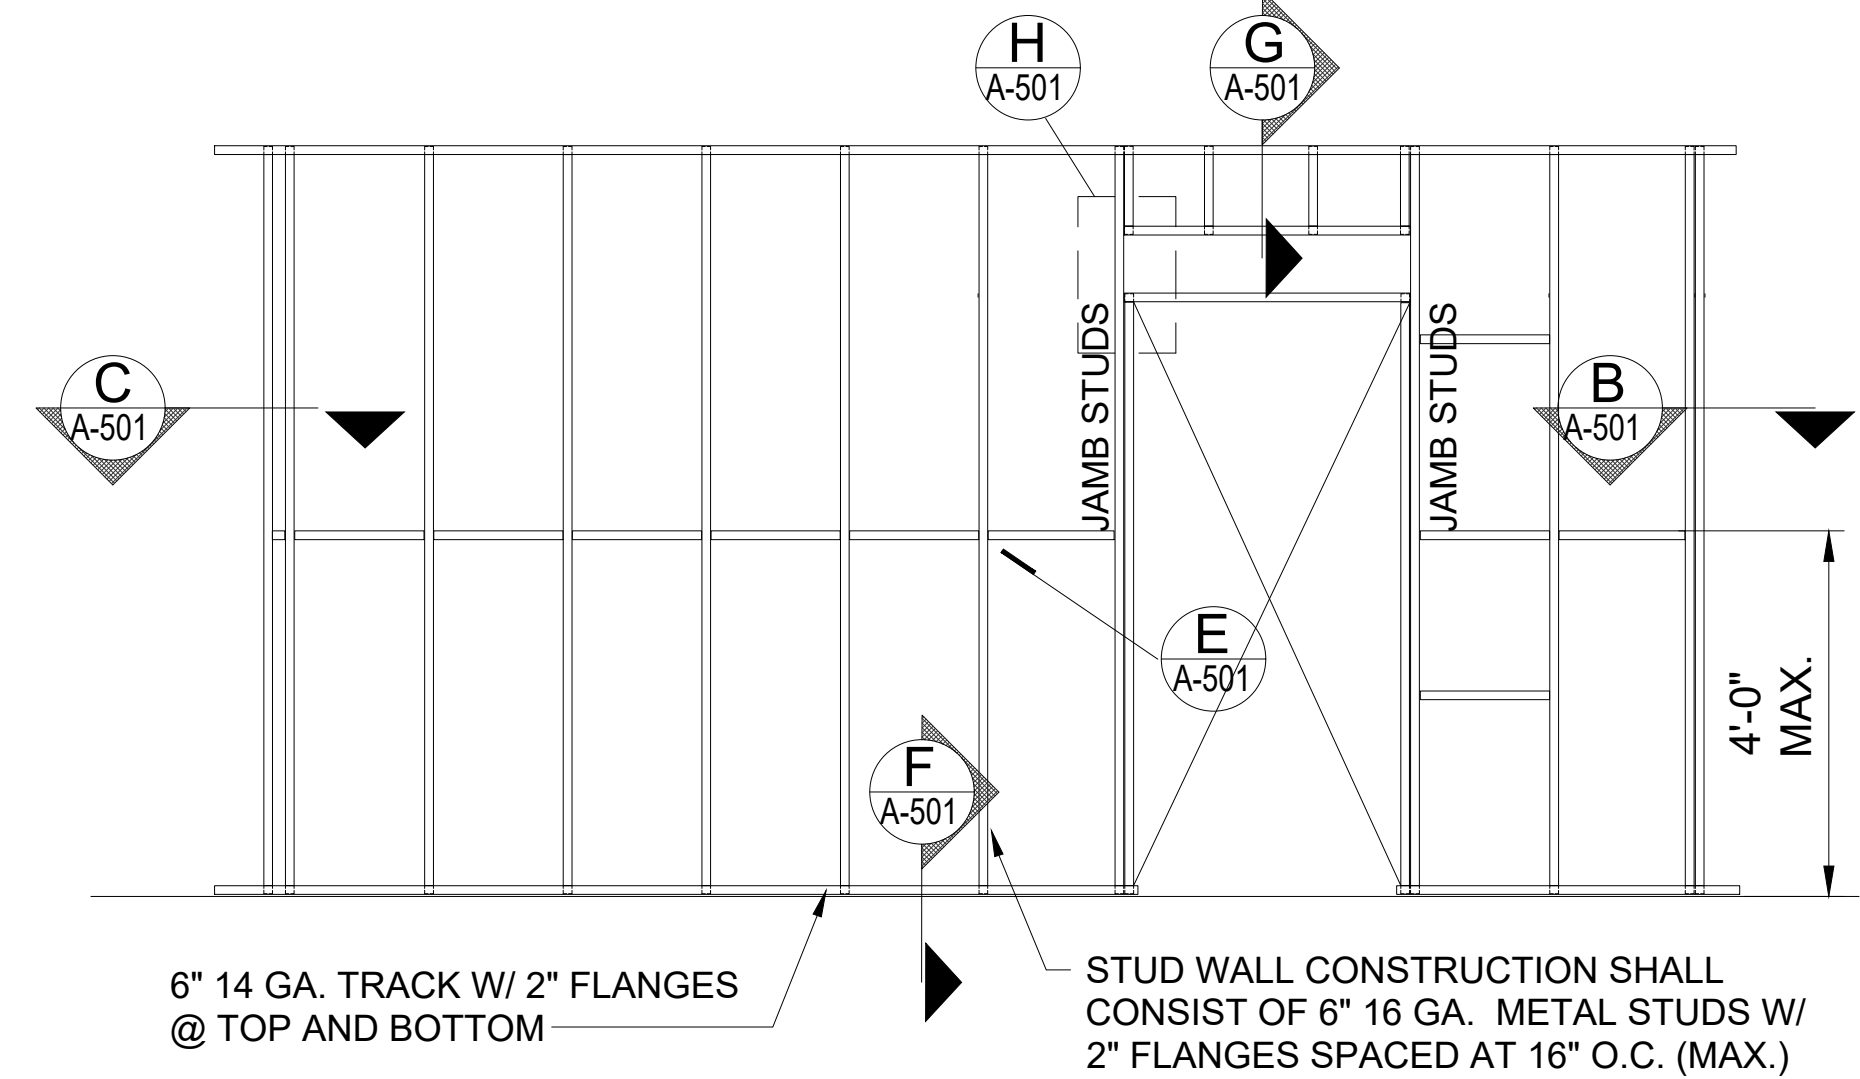 H
A-501
G
A-501
JAMB STUDS
JAMB STUDS
C
A-501
B
A-501
E
A-501
4'-0"
MAX.
F
A-501
6" 14 GA. TRACK W/ 2" FLANGES
@ TOP AND BOTTOM
STUD WALL CONSTRUCTION SHALL
CONSIST OF 6" 16 GA.  METAL STUDS W/
2" FLANGES SPACED AT 16" O.C. (MAX.)